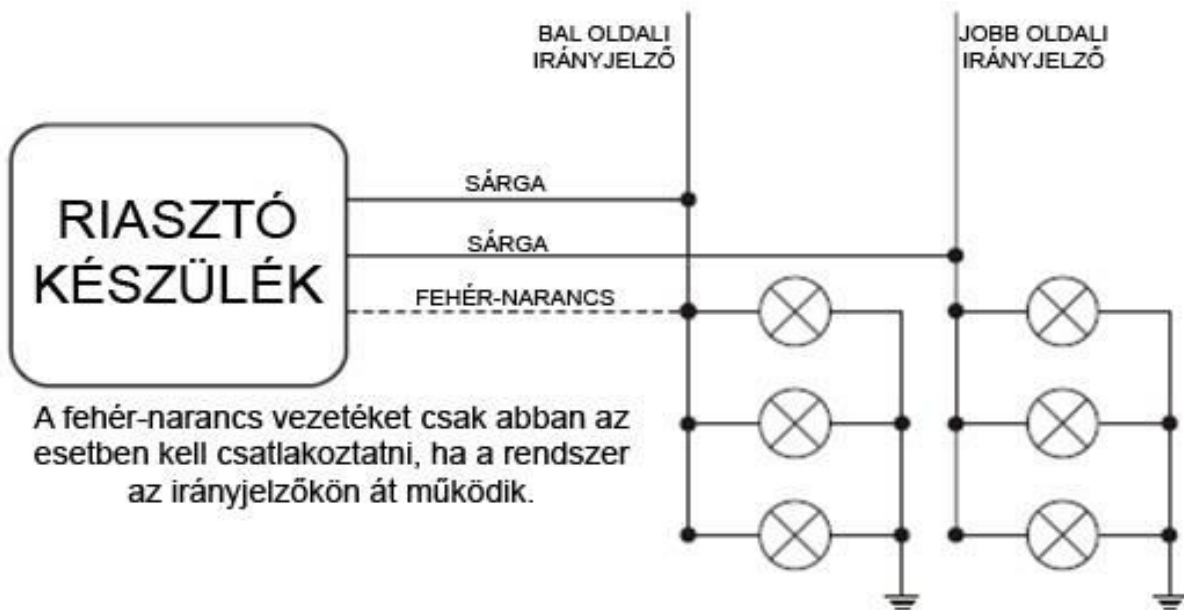 BAL OLDALI
IRÁNYJELZŐ
JOBB OLDALI
IRÁNYJELZŐ
RIASZTÓ
KÉSZÜLÉK
SÁRGA
SÁRGA
FEHÉR-NARANCS
A fehér-narancs vezetéket csak abban az
esetben kell csatlakoztatni, ha a rendszer
az irányjelzőkön át működik.